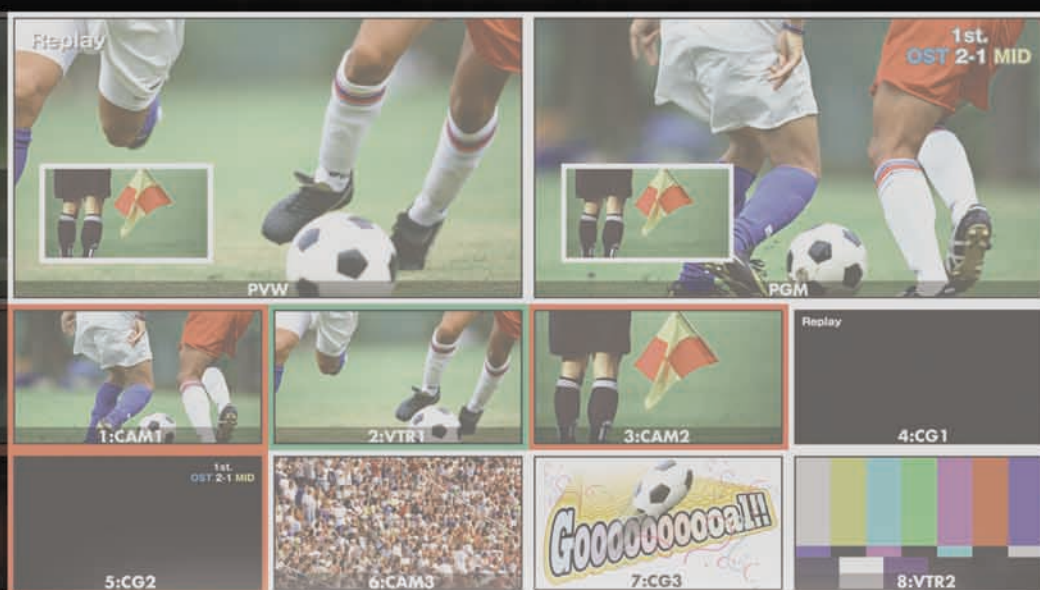 Replay
1st.
OST 2-1 MID
PVW
PGM
1:CAM1
2:VTR1
3:CAM2
Replay
4:CG1
1st.
OST 2-1 MID
5:CG2
6:CAM3
Goooooooooal!!
7:CG3
8:VTR2